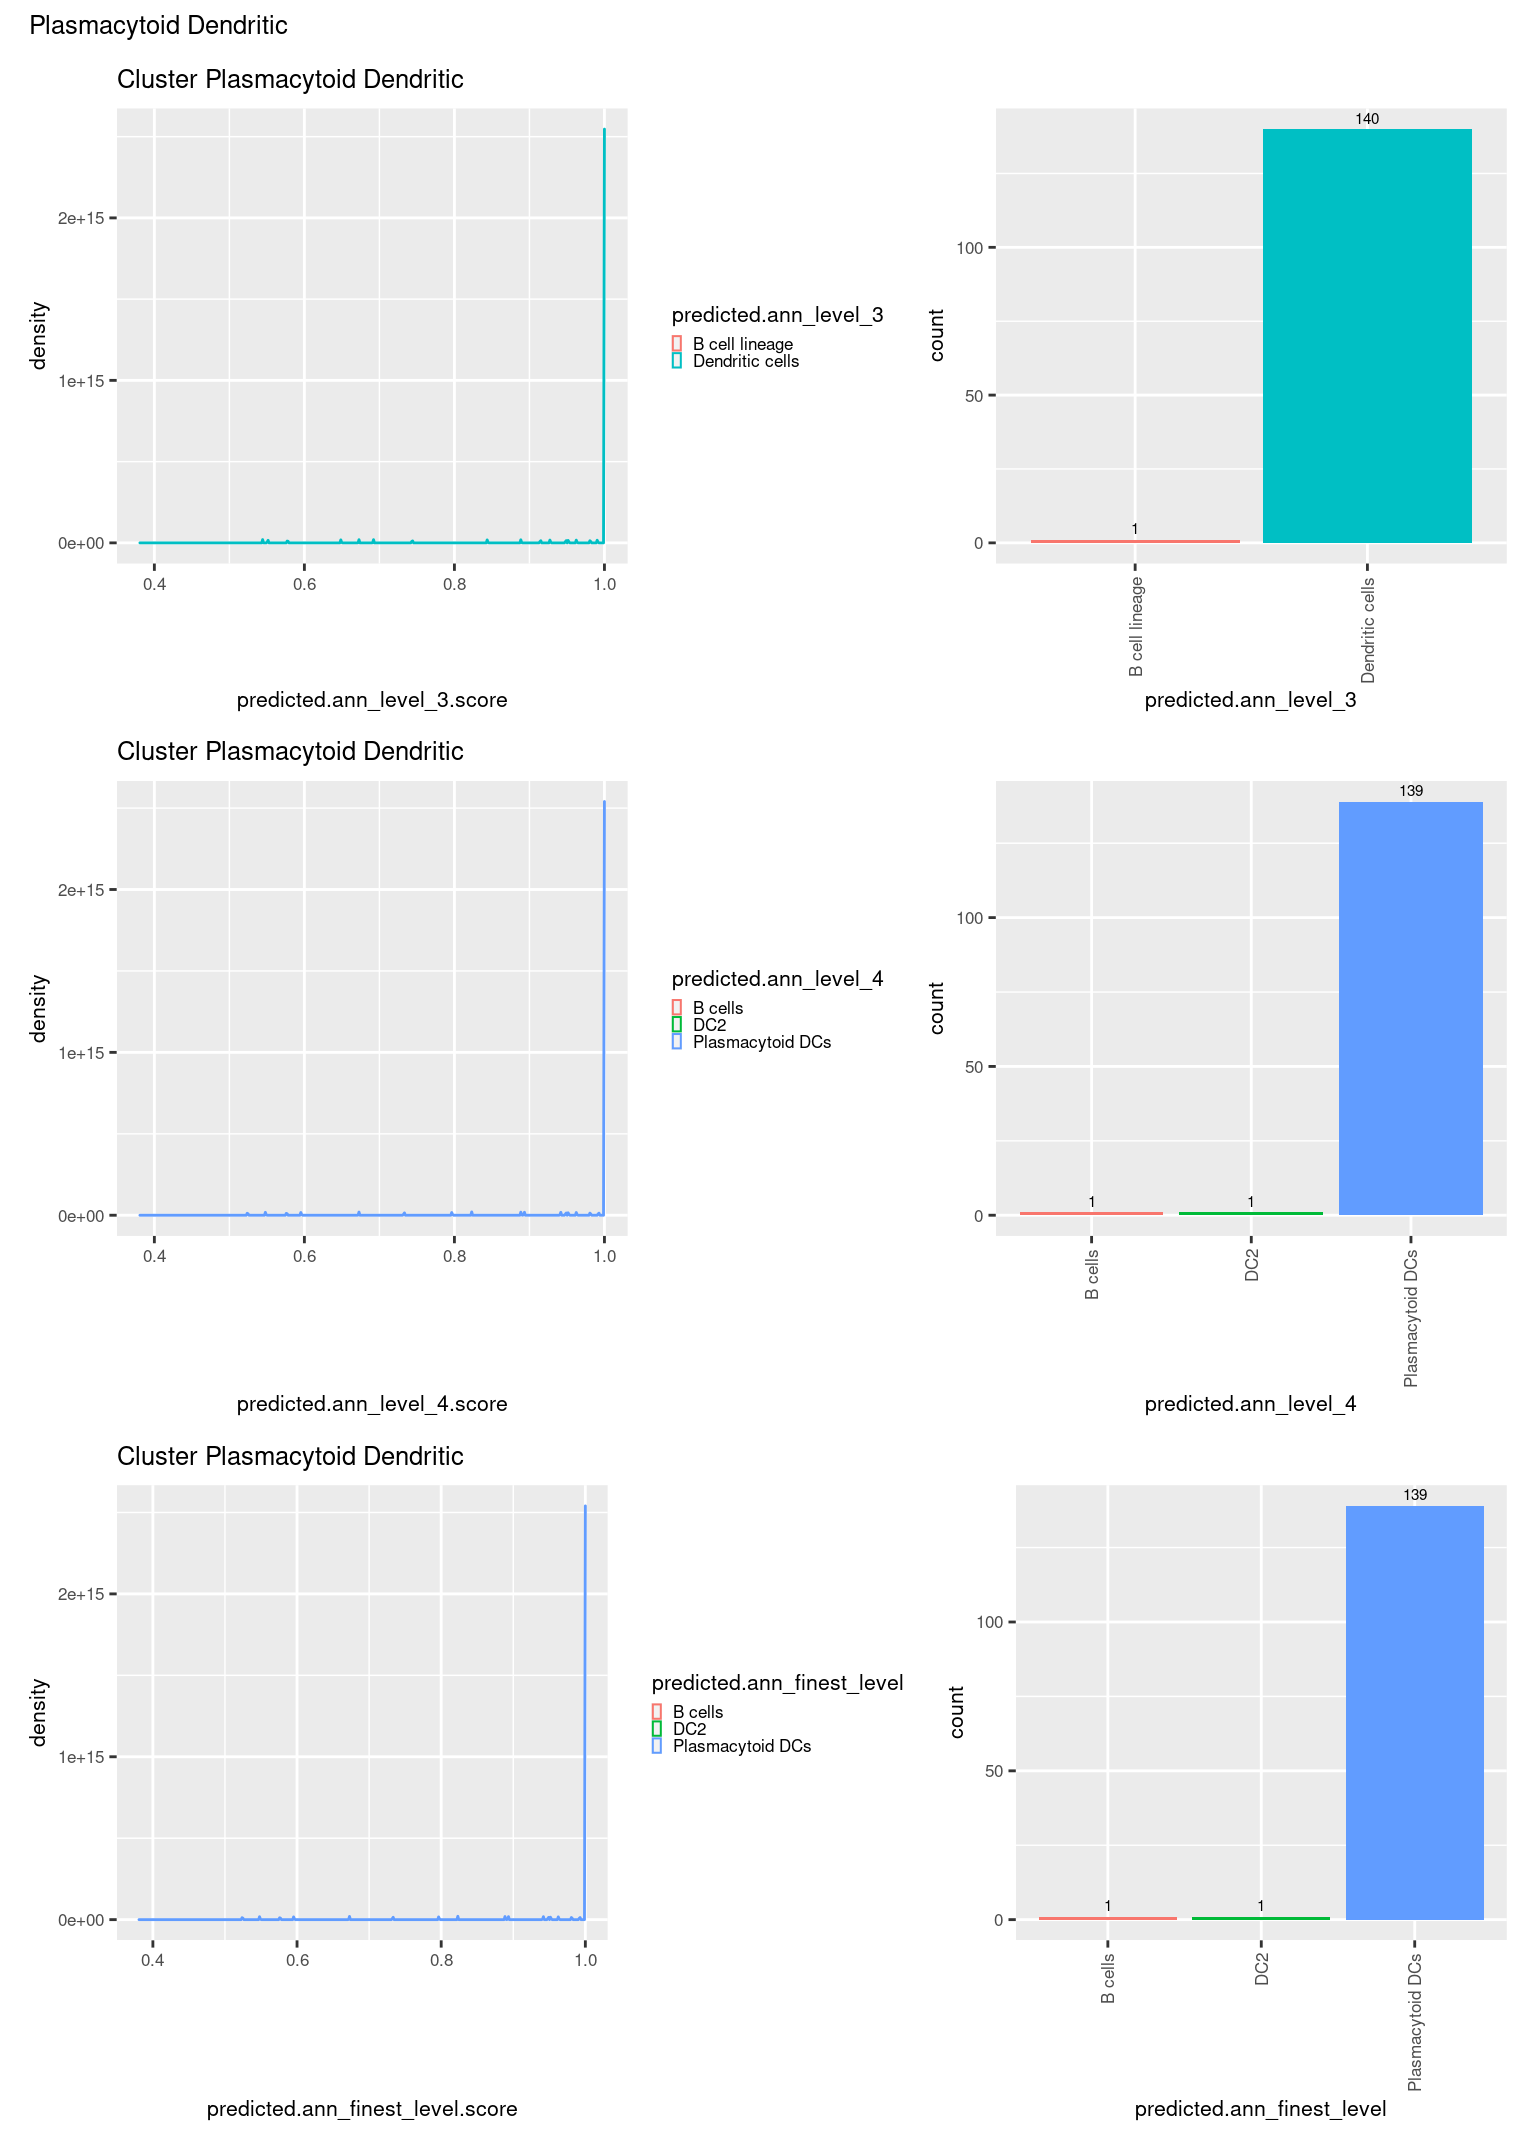 Plasmacytoid Dendritic
Cluster Plasmacytoid Dendritic
density
2e+15
1e+15
0e+00
0.4 0.6 0.8 1.0
predicted.ann_level_3.score
predicted.ann_level_3
B cell lineage
Dendritic cells
count
100
50
0
1
140
B cell lineage
Dendritic cells
predicted.ann_level_3
Cluster Plasmacytoid Dendritic
density
2e+15
1e+15
0e+00
0.4 0.6 0.8 1.0
predicted.ann_level_4.score
predicted.ann_level_4
B cells
DC2
Plasmacytoid DCs
count
100
50
0
1
1
139
B cells
DC2
Plasmacytoid DCs
predicted.ann_level_4
Cluster Plasmacytoid Dendritic
density
2e+15
1e+15
0e+00
0.4 0.6 0.8 1.0
predicted.ann_finest_level.score
predicted.ann_finest_level
B cells
DC2
Plasmacytoid DCs
count
100
50
0
1
1
139
B cells
DC2
Plasmacytoid DCs
predicted.ann_finest_level